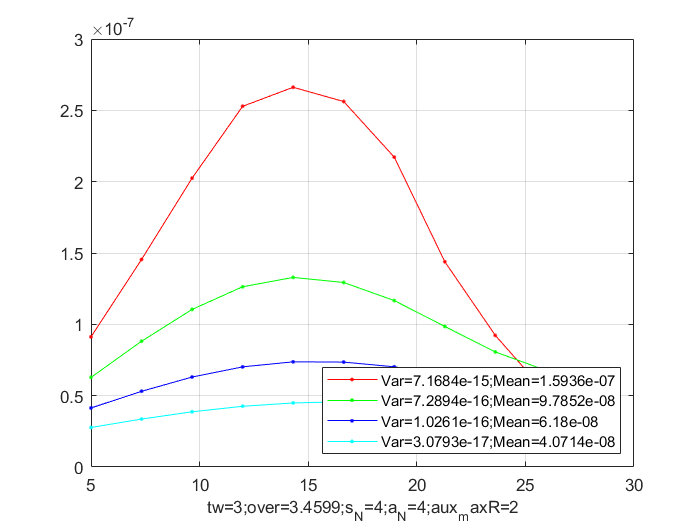 ×10-7
3
2.5
2
1.5
1
0.5
0
5 10 15 20 25 30
Var=7.1684e-15;Mean=1.5936e-07
Var=7.2894e-16;Mean=9.7852e-08
Var=1.0261e-16;Mean=6.18e-08
Var=3.0793e-17;Mean=4.0714e-08
tw=3;over=3.4599;sN=4;aN=4;auxmaxR=2